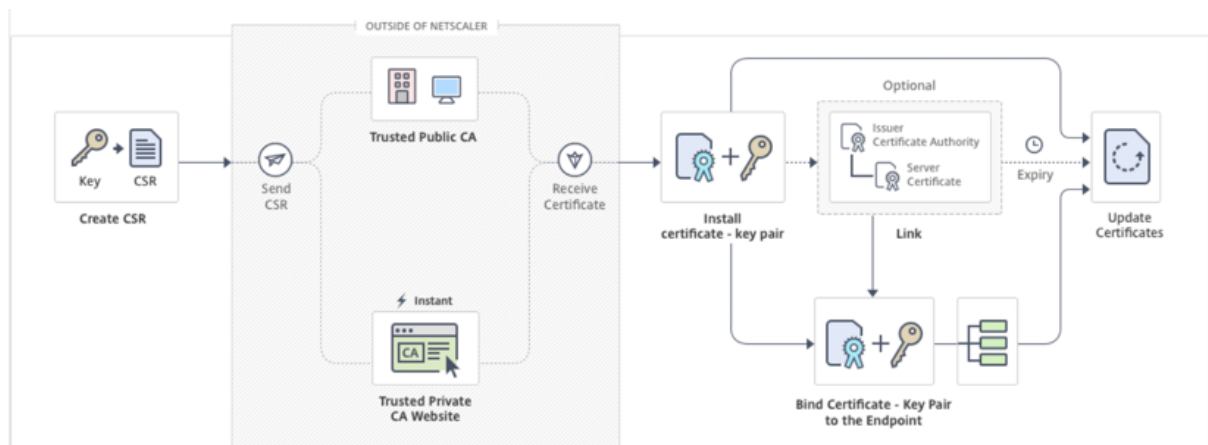 OUTSIDE OF NETSCALER
Key
CSR
Create CSR
Send
CSR
Trusted Public CA
Instant
CA
Trusted Private
CA Website
Receive
Certificate
Install
certificate - key pair
Optional
Issuer
Certificate Authority
Server
Certificate
Link
Expiry
Update
Certificates
Bind Certificate - Key Pair
to the Endpoint